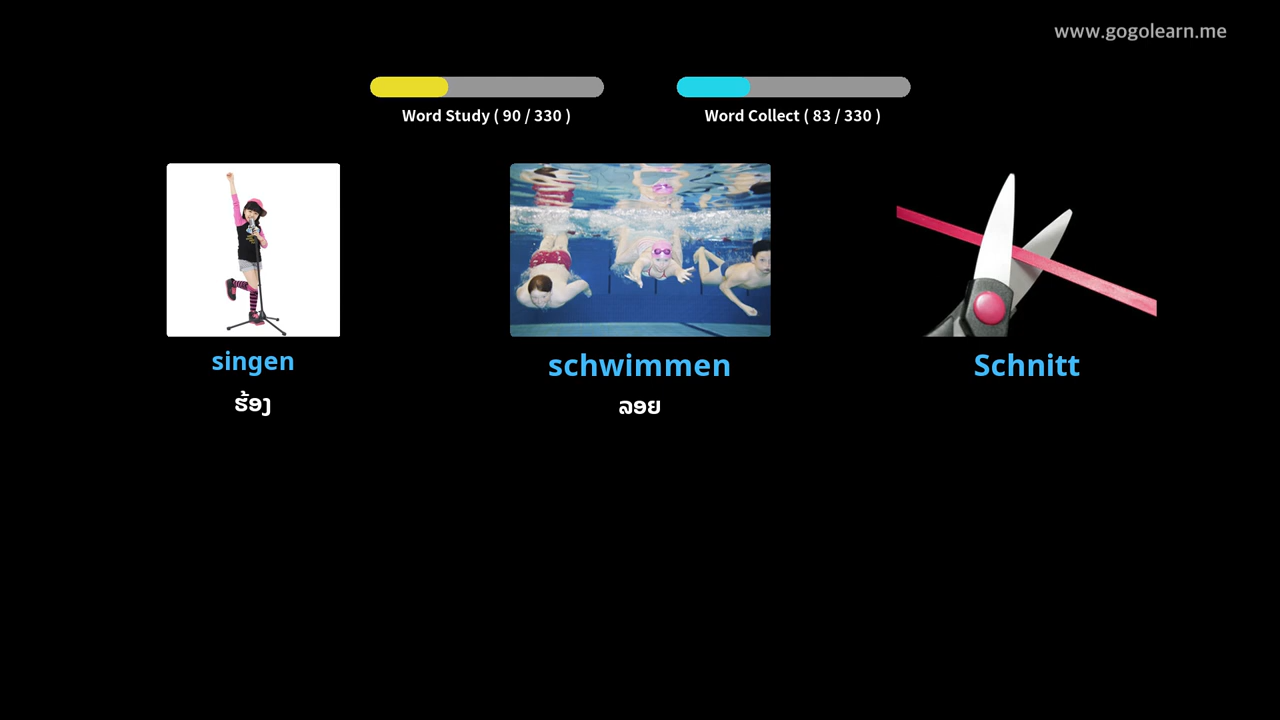 www.gogolearn.me
Word Study ( 90 / 330 )
Word Collect ( 83 / 330 )
singen
schwimmen
Schnitt
ຮ້ອງ
ລອຍ